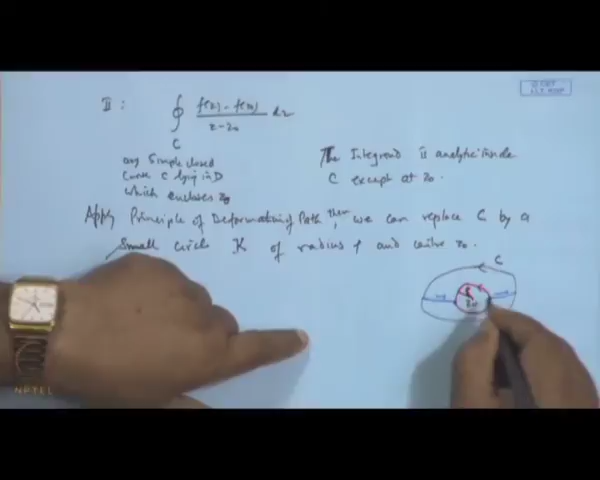 II : ∮ f(z) - f(z0) / z - z0 dz
C
any Simple closed
Curve C lying in D
which encloses z0
The Integrand is analytic inside
C except at z0.
Apply Principle of Deformation of Path Then, we can replace C by a
Small circle K of radius ρ and centre z0.
C
z0
NPTEL